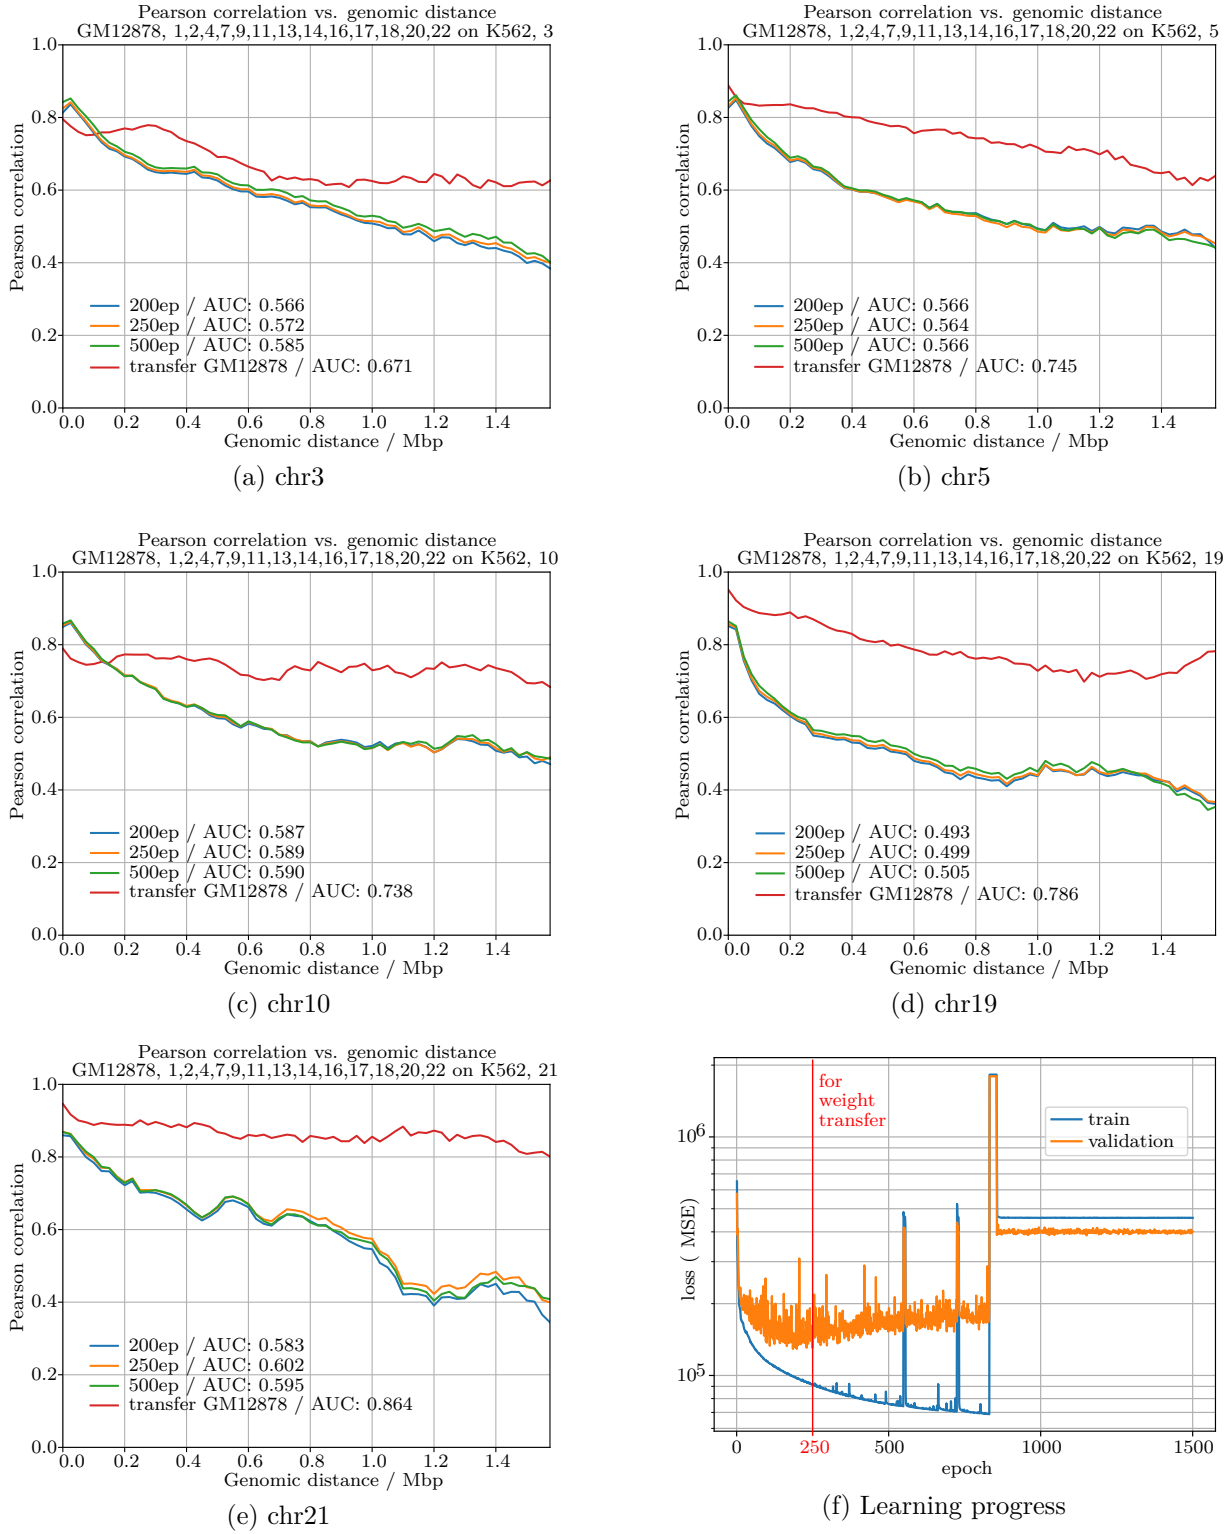 Pearson correlation vs. genomic distance
GM12878, 1,2,4,7,9,11,13,14,16,17,18,20,22 on K562, 3
1.0
0.8
0.6
0.4
0.2
0.0
Pearson correlation
200ep / AUC: 0.566
250ep / AUC: 0.572
500ep / AUC: 0.585
transfer GM12878 / AUC: 0.671
0.0 0.2 0.4 0.6 0.8 1.0 1.2 1.4
Genomic distance / Mbp
(a) chr3
Pearson correlation vs. genomic distance
GM12878, 1,2,4,7,9,11,13,14,16,17,18,20,22 on K562, 5
1.0
0.8
0.6
0.4
0.2
0.0
Pearson correlation
200ep / AUC: 0.566
250ep / AUC: 0.564
500ep / AUC: 0.566
transfer GM12878 / AUC: 0.745
0.0 0.2 0.4 0.6 0.8 1.0 1.2 1.4
Genomic distance / Mbp
(b) chr5
Pearson correlation vs. genomic distance
GM12878, 1,2,4,7,9,11,13,14,16,17,18,20,22 on K562, 10
1.0
0.8
0.6
0.4
0.2
0.0
Pearson correlation
200ep / AUC: 0.587
250ep / AUC: 0.589
500ep / AUC: 0.590
transfer GM12878 / AUC: 0.738
0.0 0.2 0.4 0.6 0.8 1.0 1.2 1.4
Genomic distance / Mbp
(c) chr10
Pearson correlation vs. genomic distance
GM12878, 1,2,4,7,9,11,13,14,16,17,18,20,22 on K562, 19
1.0
0.8
0.6
0.4
0.2
0.0
Pearson correlation
200ep / AUC: 0.493
250ep / AUC: 0.499
500ep / AUC: 0.505
transfer GM12878 / AUC: 0.786
0.0 0.2 0.4 0.6 0.8 1.0 1.2 1.4
Genomic distance / Mbp
(d) chr19
Pearson correlation vs. genomic distance
GM12878, 1,2,4,7,9,11,13,14,16,17,18,20,22 on K562, 21
1.0
0.8
0.6
0.4
0.2
0.0
Pearson correlation
200ep / AUC: 0.583
250ep / AUC: 0.602
500ep / AUC: 0.595
transfer GM12878 / AUC: 0.864
0.0 0.2 0.4 0.6 0.8 1.0 1.2 1.4
Genomic distance / Mbp
(e) chr21
for
weight
transfer
train
validation
10⁶
10⁵
loss ( MSE)
0 250 500 1000 1500
epoch
(f) Learning progress